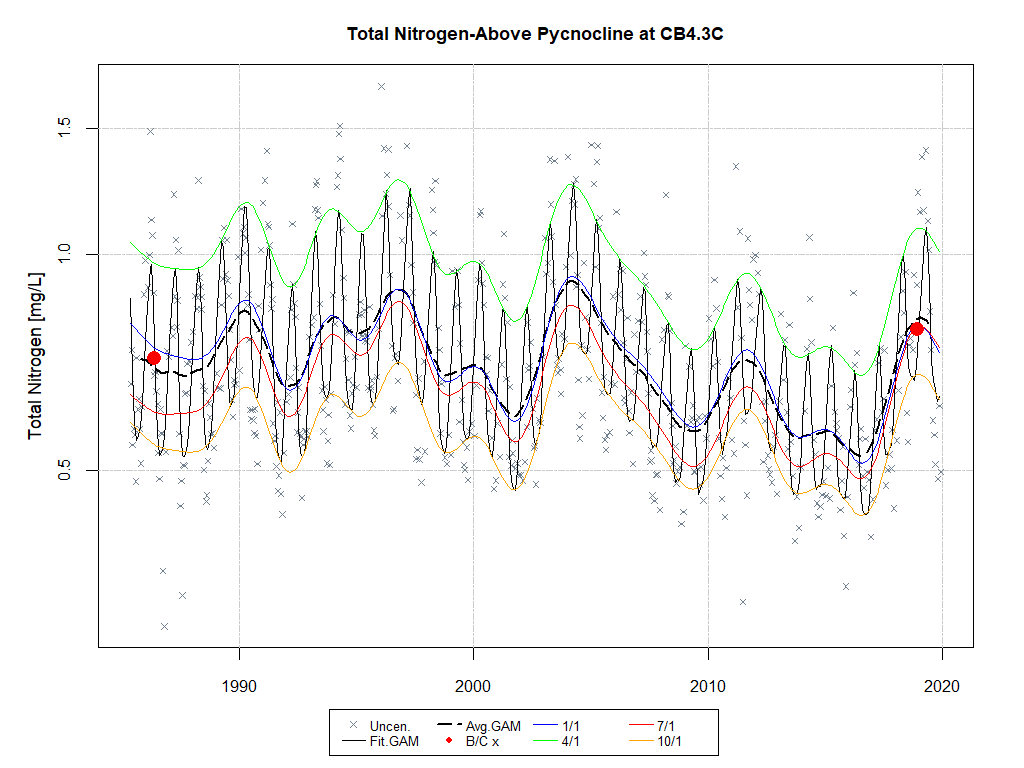 Total Nitrogen-Above Pycnocline at CB4.3C
Total Nitrogen [mg/L]
1.5
1.0
0.5
1990 2000 2010 2020
Uncen. Avg.GAM 1/1 7/1
Fit.GAM B/C x 4/1 10/1